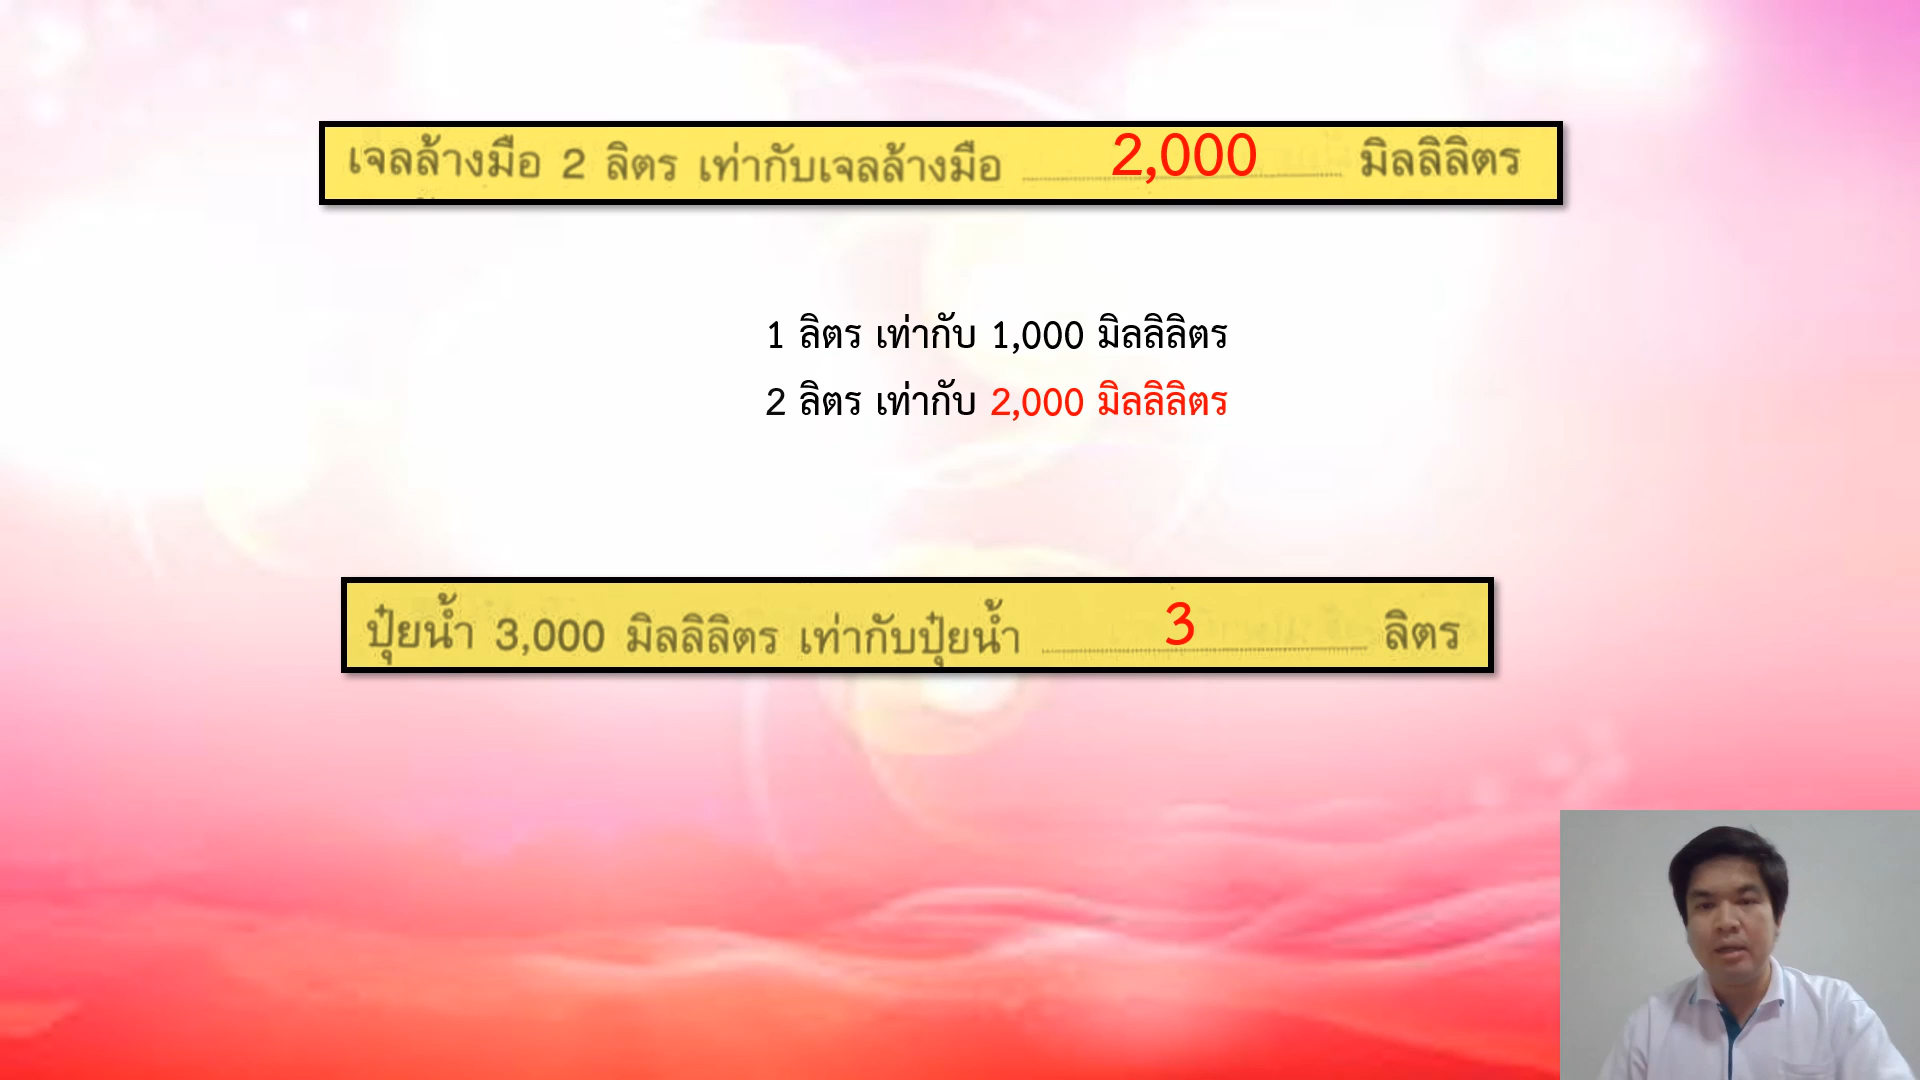 เจลล้างมือ 2 ลิตร เท่ากับเจลล้างมือ 2,000 มิลลิลิตร
1 ลิตร เท่ากับ 1,000 มิลลิลิตร
2 ลิตร เท่ากับ 2,000 มิลลิลิตร
ปุ๋ยน้ำ 3,000 มิลลิลิตร เท่ากับปุ๋ยน้ำ 3 ลิตร